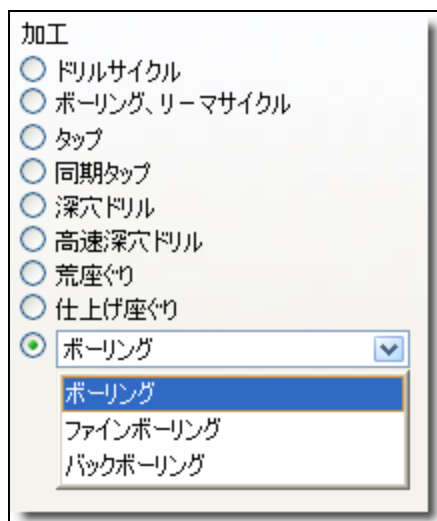 加工
ドリルサイクル
ボーリング、リーマサイクル
タップ
同期タップ
深穴ドリル
高速深穴ドリル
荒座ぐり
仕上げ座ぐり
ボーリング
ボーリング
ファインボーリング
バックボーリング